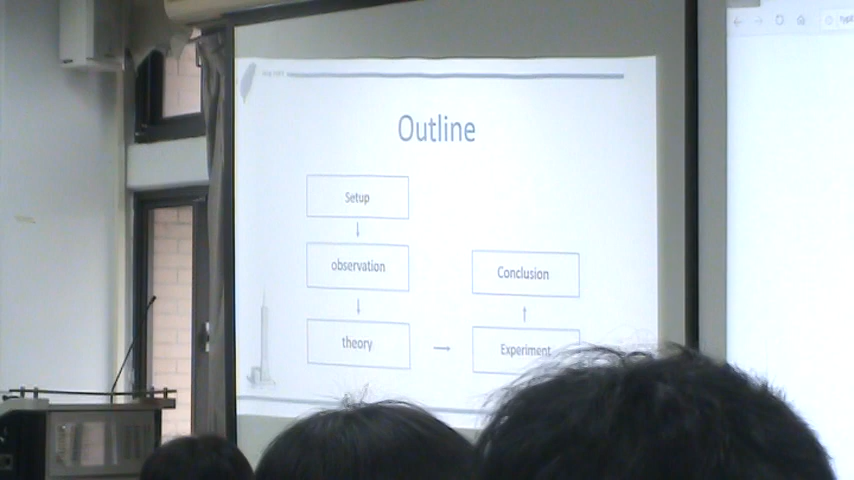 Outline
Setup
observation
theory
Experiment
Conclusion